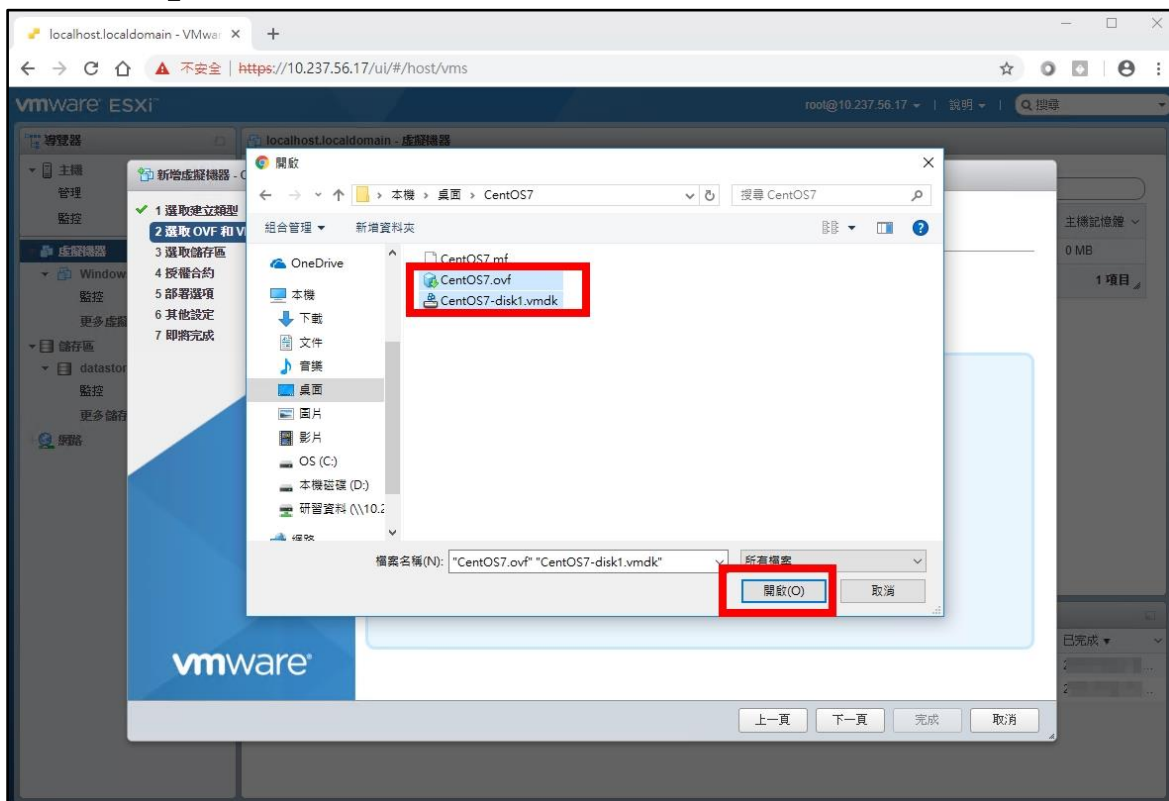 localhost.localdomain - VMwar
不安全 | https://10.237.56.17/ui/#/host/vms
vmware ESXi™
root@10.237.56.17 | 說明 | 搜尋
導覽器
localhost.localdomain - 虛擬機器
主機
管理
監控
虛擬機器
Window
監控
更多虛擬
儲存區
datastor
監控
更多儲存
網路
新增虛擬機器 - C
1 選取建立類型
2 選取 OVF 和 V
3 選取儲存區
4 授權合約
5 部署選項
6 其他設定
7 即將完成
vmware
開啟
本機 › 桌面 › CentOS7
搜尋 CentOS7
組合管理
新增資料夾
OneDrive
本機
下載
文件
音樂
桌面
圖片
影片
OS (C:)
本機磁碟 (D:)
研習資料 (\\10.2
網路
CentOS7.mf
CentOS7.ovf
CentOS7-disk1.vmdk
檔案名稱(N): "CentOS7.ovf" "CentOS7-disk1.vmdk"
所有檔案
開啟(O)
取消
主機記憶體
0 MB
1 項目
已完成
上一頁
下一頁
完成
取消